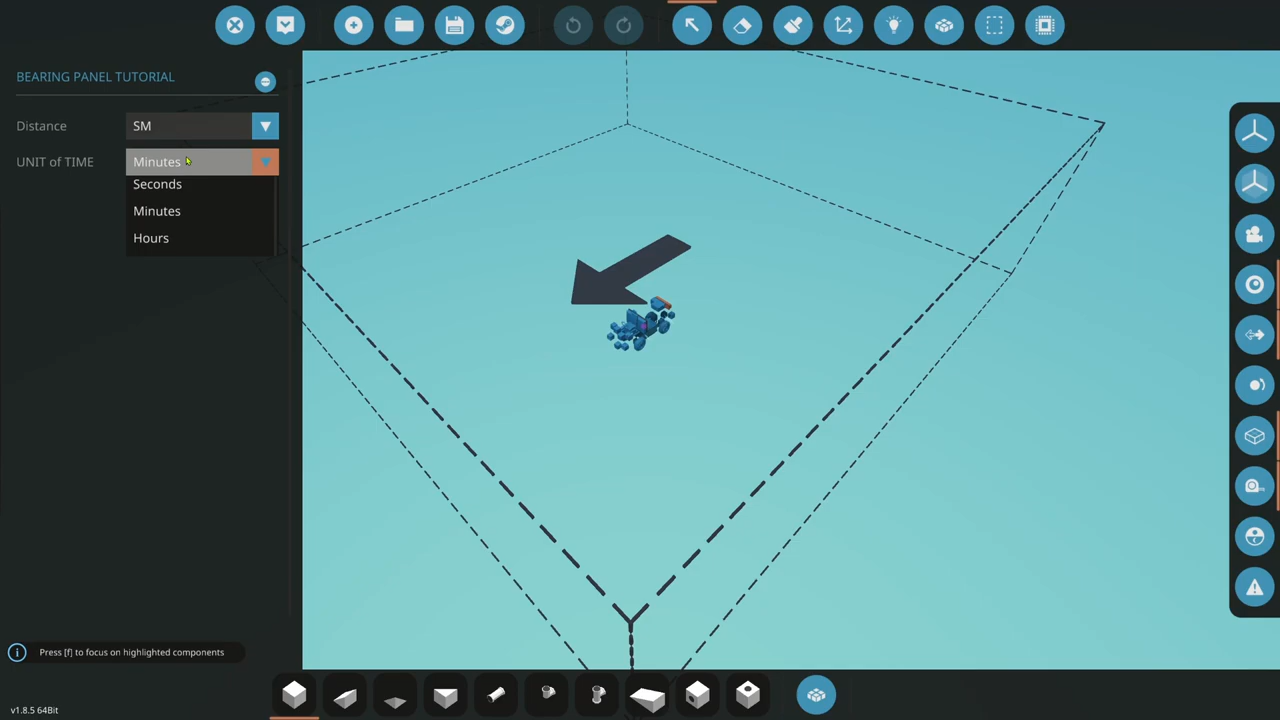 BEARING PANEL TUTORIAL
Distance SM
UNIT of TIME Minutes
Seconds
Minutes
Hours
Press [f] to focus on highlighted components
v1.8.5 64Bit